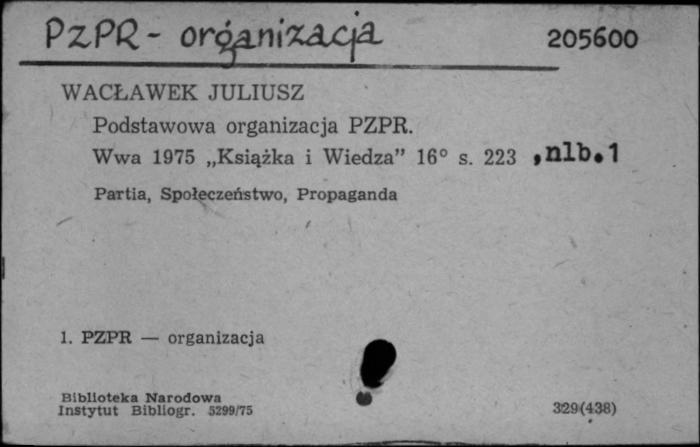 PZPR - organizacja 205600
WACŁAWEK JULIUSZ
Podstawowa organizacja PZPR.
Wwa 1975 „Książka i Wiedza” 16° s. 223 ,nlb.1
Partia, Społeczeństwo, Propaganda
1. PZPR — organizacja
Biblioteka Narodowa
Instytut Bibliogr. 5299/75 329(438)